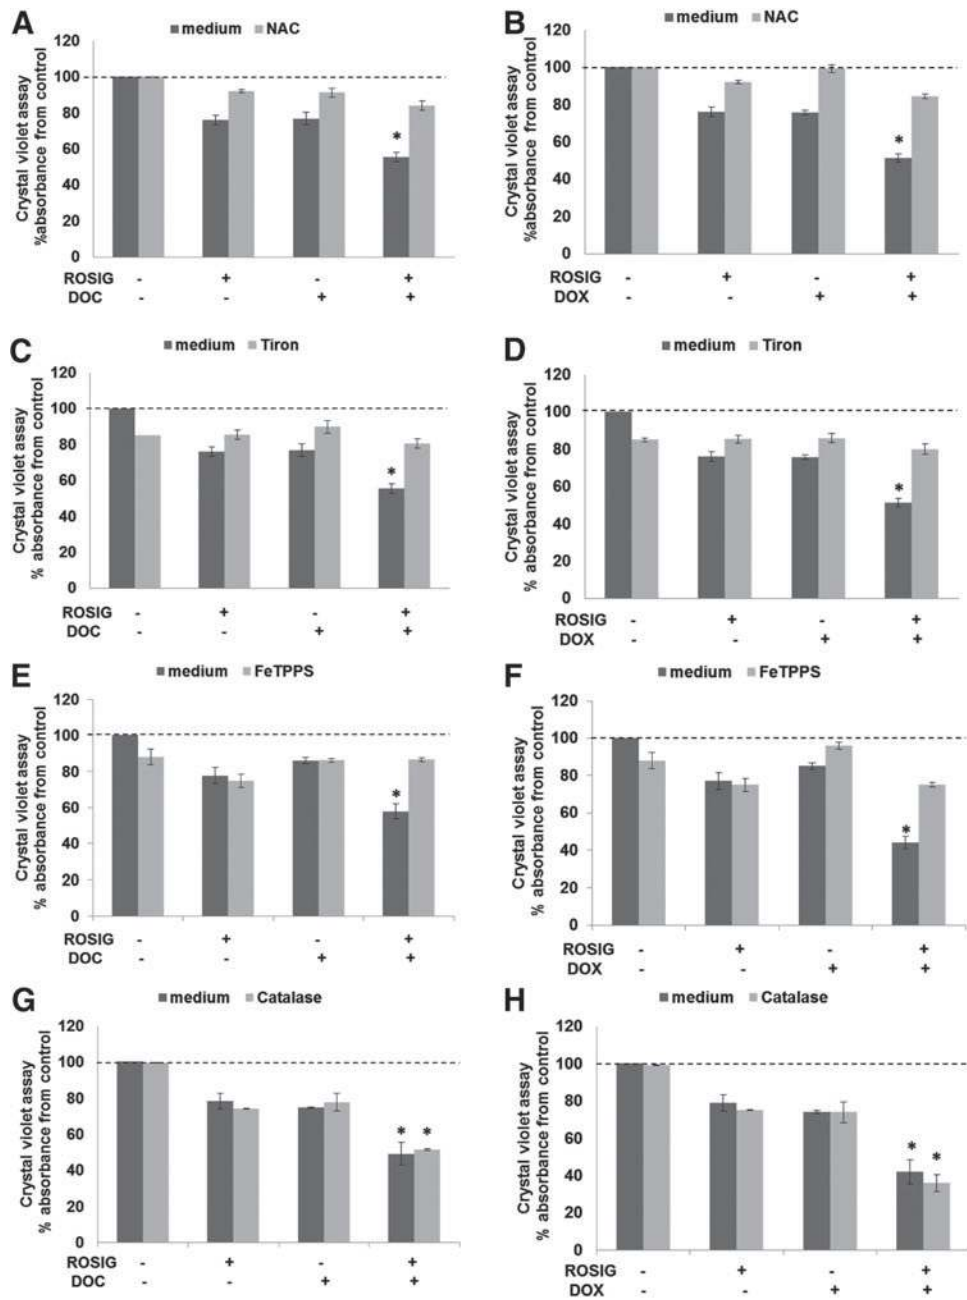 A
medium NAC
Crystal violet assay
%absorbance from control
120
100
80
60
40
20
0
*
ROSIG - + - +
DOC - - + +
B
medium NAC
Crystal violet assay
%absorbance from control
120
100
80
60
40
20
0
*
ROSIG - + - +
DOX - - + +
C
medium Tiron
Crystal violet assay
% absorbance from control
120
100
80
60
40
20
0
*
ROSIG - + - +
DOC - - + +
D
medium Tiron
Crystal violet assay
% absorbance from control
120
100
80
60
40
20
0
*
ROSIG - + - +
DOX - - + +
E
medium FeTPPS
Crystal violet assay
% absorbance from control
120
100
80
60
40
20
0
*
ROSIG - + - +
DOC - - + +
F
medium FeTPPS
Crystal violet assay
% absorbance from control
120
100
80
60
40
20
0
*
ROSIG - + - +
DOX - - + +
G
medium Catalase
Crystal violet assay
% absorbance from control
120
100
80
60
40
20
0
* *
ROSIG - + - +
DOC - - + +
H
medium Catalase
Crystal violet assay
% absorbance from control
120
100
80
60
40
20
0
* *
ROSIG - + - +
DOX - - + +